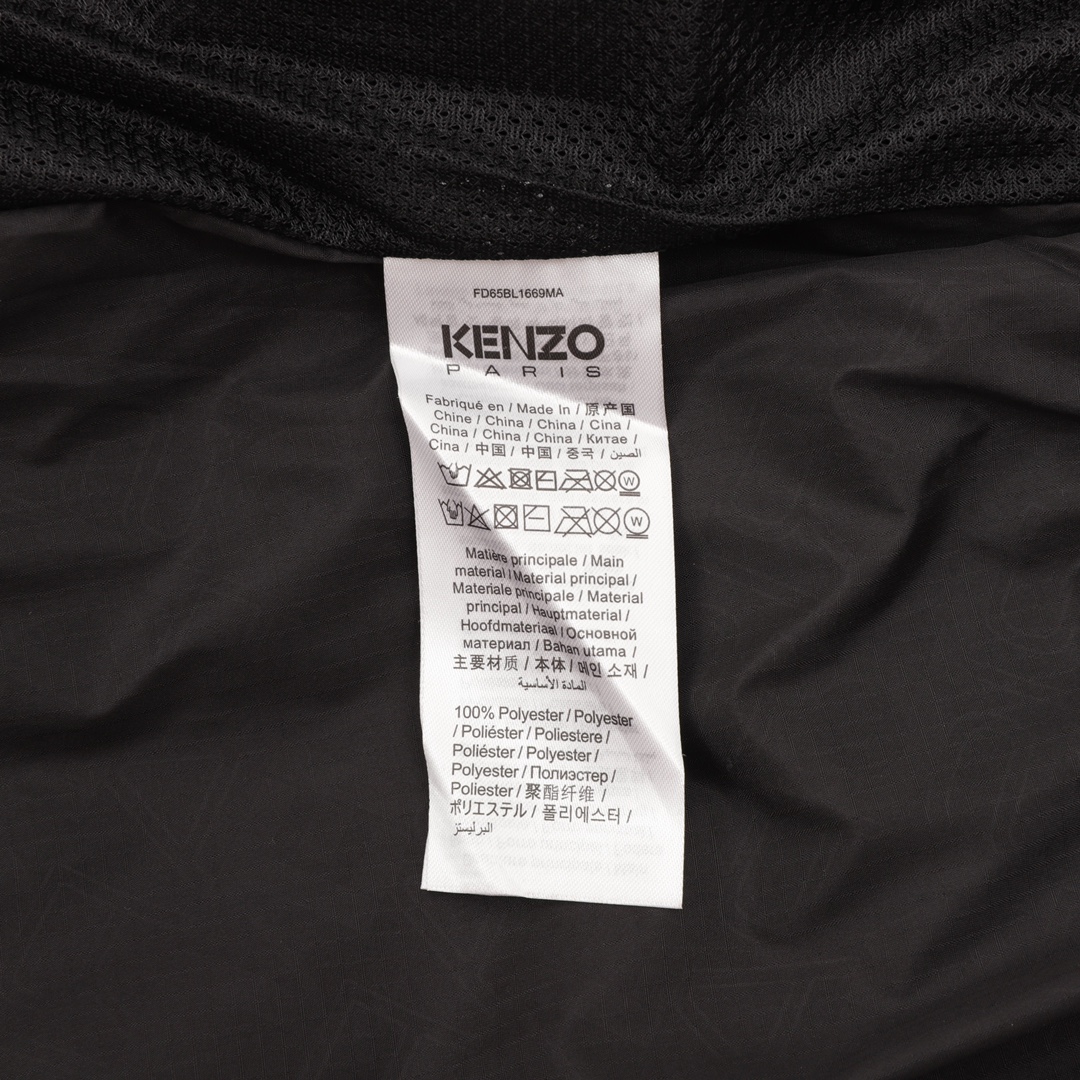 FD65BL1669MA
KENZO
PARIS
Fabriqué en / Made In / 原产国
Chine / China / China / Cina /
China / China / China / Китае /
Cina / 中国 / 中国 / 중국 / الصين
W
W
Matière principale / Main
material / Material principal /
Materiale principale / Material
principal / Hauptmaterial /
Hoofdmateriaal / Основной
материал / Bahan utama /
主要材质 / 本体 / 메인 소재 /
المادة الأساسية
100% Polyester / Polyester
/ Poliéster / Poliestere /
Poliéster / Polyester /
Polyester / Полиэстер /
Poliester / 聚酯纤维 /
ポリエステル / 폴리에스터 /
البرليستز